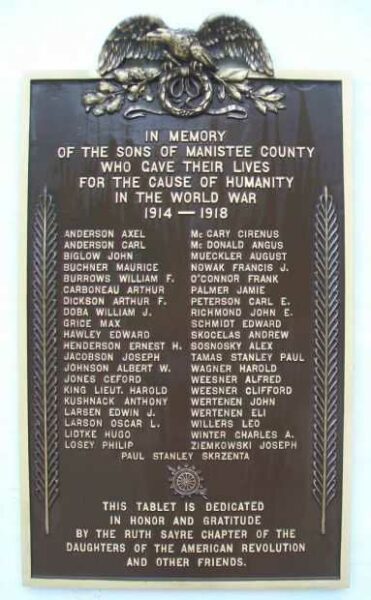 IN MEMORY
OF THE SONS OF MANISTEE COUNTY
WHO GAVE THEIR LIVES
FOR THE CAUSE OF HUMANITY
IN THE WORLD WAR
1914 — 1918
ANDERSON AXEL
ANDERSON CARL
BIGLOW JOHN
BUCHNER MAURICE
BURROWS WILLIAM F.
CARBONEAU ARTHUR
DICKSON ARTHUR F.
DOBA WILLIAM J.
GRICE MAX
HAWLEY EDWARD
HENDERSON ERNEST H.
JACOBSON JOSEPH
JOHNSON ALBERT W.
JONES CEFORD
KING LIEUT. HAROLD
KUSHNACK ANTHONY
LARSEN EDWIN J.
LARSON OSCAR L.
LIDTKE HUGO
LOSEY PHILIP
McCARY CIRENUS
McDONALD ANGUS
MUECKLER AUGUST
NOWAK FRANCIS J.
O'CONNOR FRANK
PALMER JAMIE
PETERSON CARL E.
RICHMOND JOHN E.
SCHMIDT EDWARD
SKOCELAS ANDREW
SOSNOSKY ALEX
TAMAS STANLEY PAUL
WAGNER HAROLD
WEESNER ALFRED
WEESNER CLIFFORD
WERTENEN JOHN
WERTENEN ELI
WILLERS LEO
WINTER CHARLES A.
ZIEMKOWSKI JOSEPH
PAUL STANLEY SKRZENTA
THIS TABLET IS DEDICATED
IN HONOR AND GRATITUDE
BY THE RUTH SAYRE CHAPTER OF THE
DAUGHTERS OF THE AMERICAN REVOLUTION
AND OTHER FRIENDS.